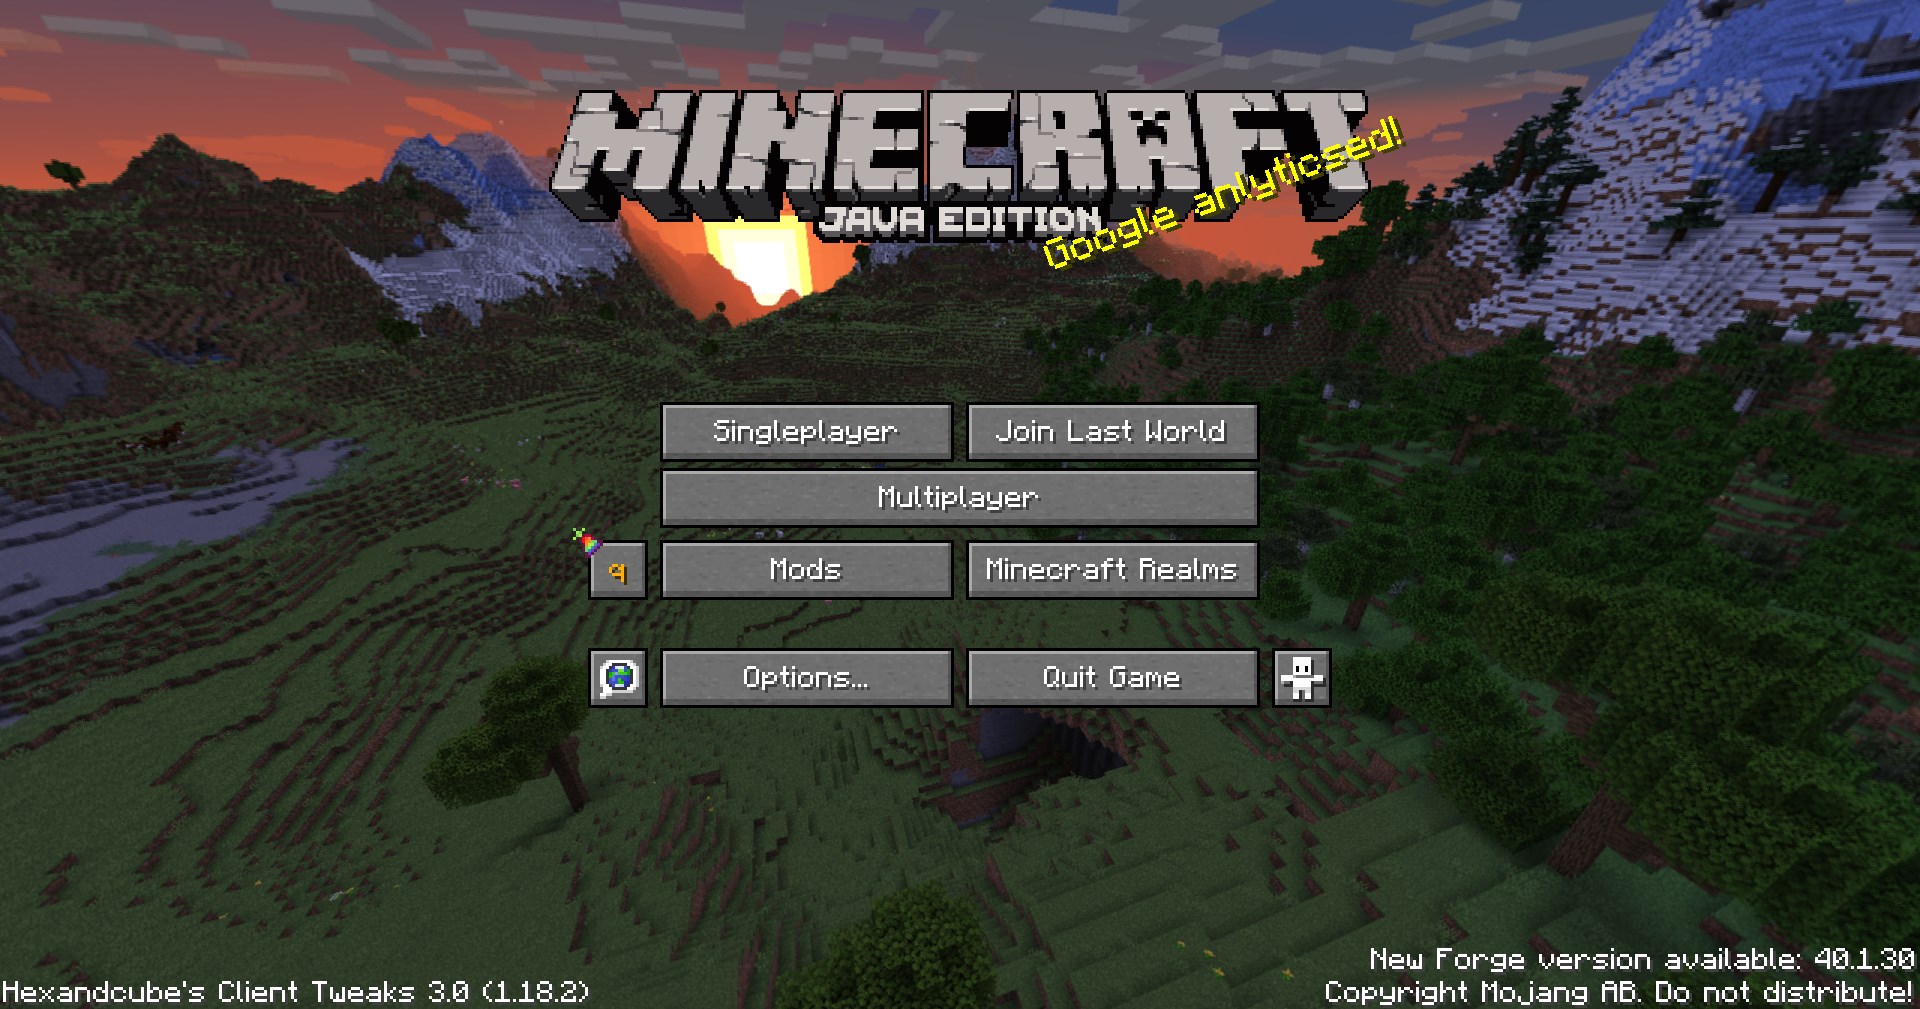 MINECRAFT
JAVA EDITION
Google anlyticsed!
Singleplayer
Join Last World
Multiplayer
q
Mods
Minecraft Realms
Options...
Quit Game
New Forge version available: 40.1.30
Hexandcube's Client Tweaks 3.0 (1.18.2)
Copyright Mojang AB. Do not distribute!